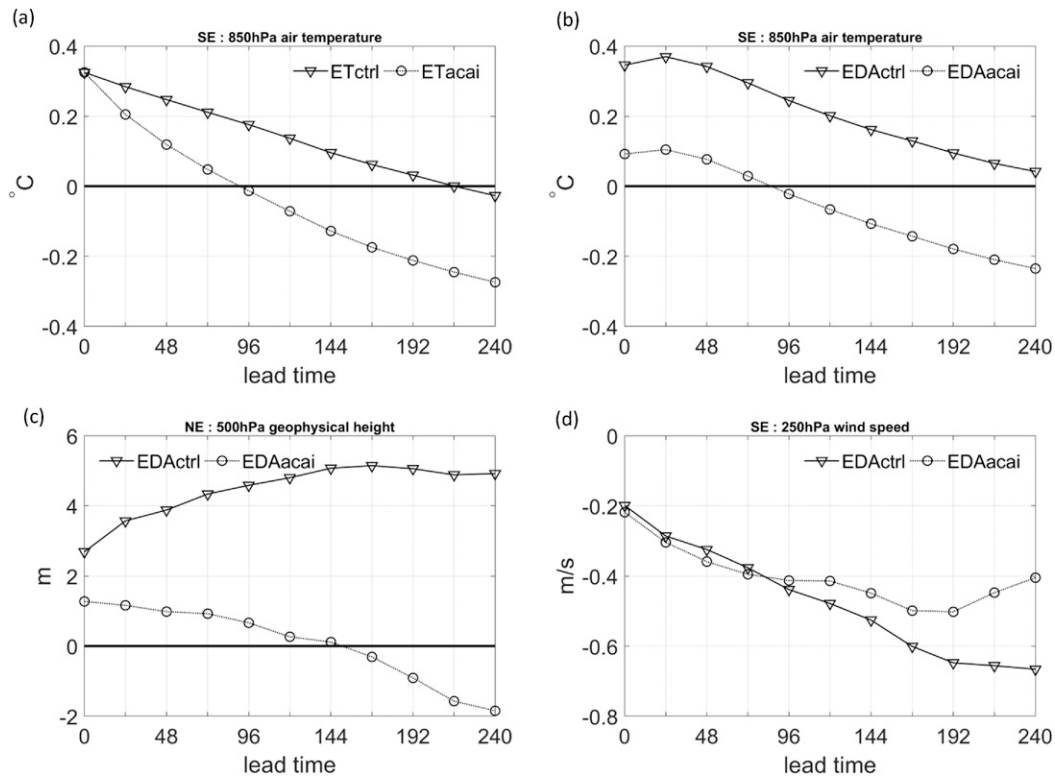 (a)
SE : 850hPa air temperature
ETctrl ETacai
0.4
0.2
0
-0.2
-0.4
°C
0 48 96 144 192 240
lead time
(b)
SE : 850hPa air temperature
EDActrl EDAacai
0.4
0.2
0
-0.2
-0.4
°C
0 48 96 144 192 240
lead time
(c)
NE : 500hPa geophysical height
EDActrl EDAacai
6
4
2
0
-2
m
0 48 96 144 192 240
lead time
(d)
SE : 250hPa wind speed
EDActrl EDAacai
0
-0.2
-0.4
-0.6
-0.8
m/s
0 48 96 144 192 240
lead time